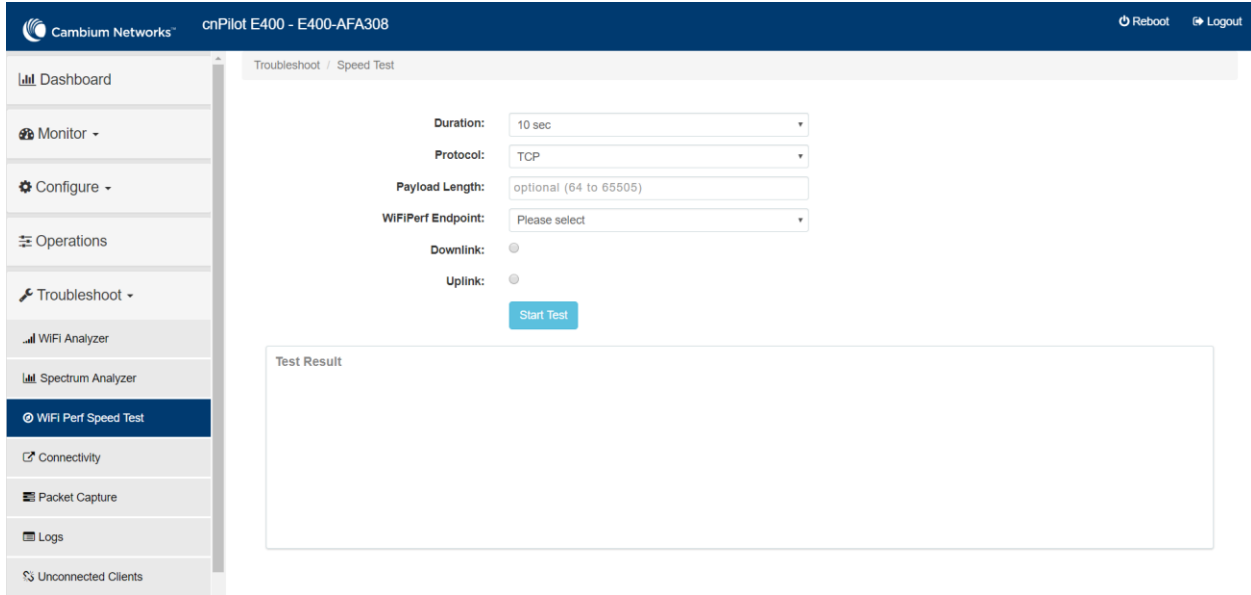 Cambium Networks™
cnPilot E400 - E400-AFA308
Reboot
Logout
Dashboard
Monitor
Configure
Operations
Troubleshoot
WiFi Analyzer
Spectrum Analyzer
WiFi Perf Speed Test
Connectivity
Packet Capture
Logs
Unconnected Clients
Troubleshoot / Speed Test
Duration: 10 sec
Protocol: TCP
Payload Length: optional (64 to 65505)
WiFiPerf Endpoint: Please select
Downlink:
Uplink:
Start Test
Test Result